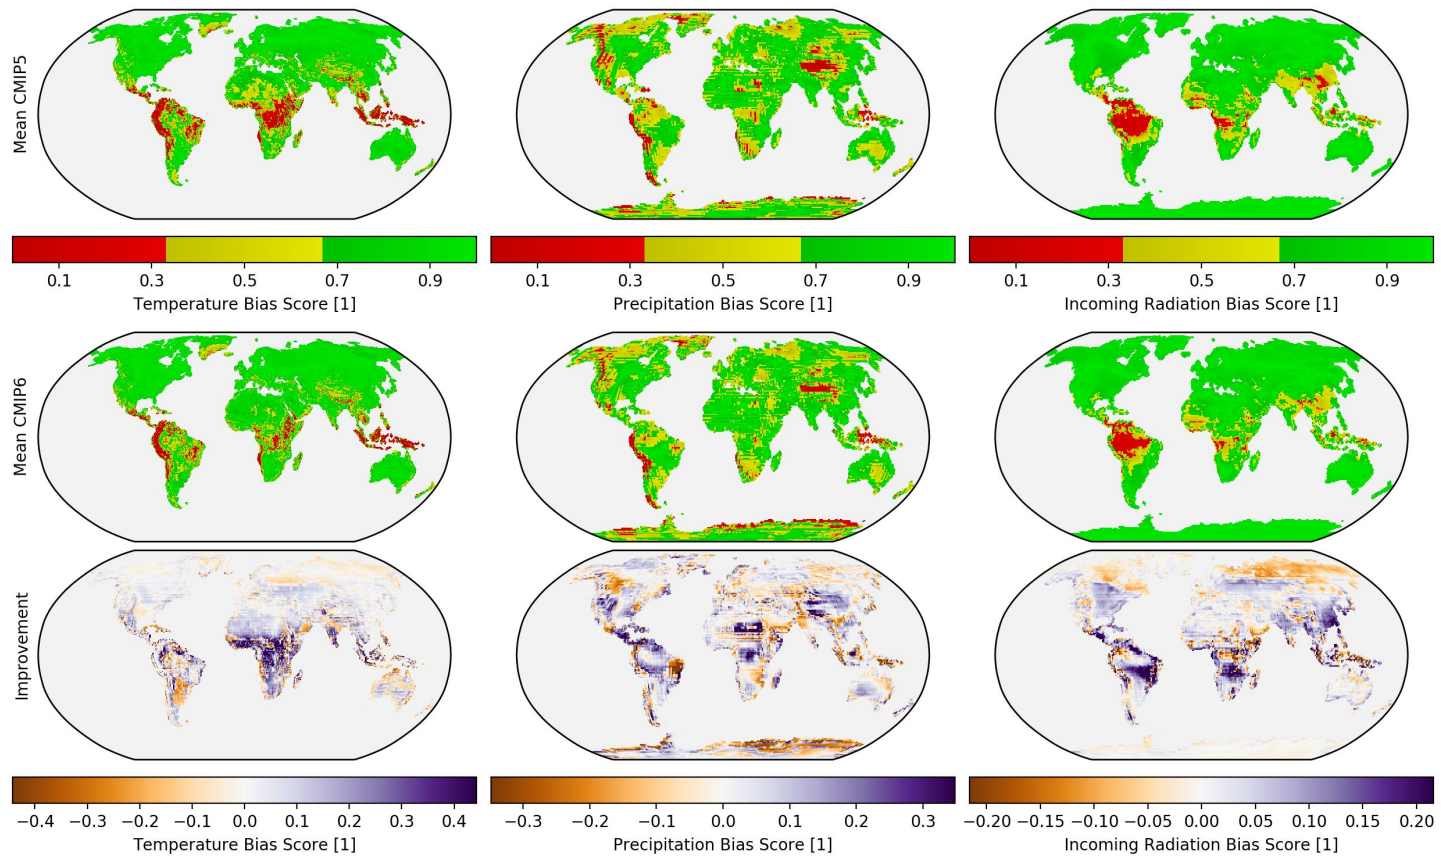 Mean CMIP5
0.1 0.3 0.5 0.7 0.9
Temperature Bias Score [1]
0.1 0.3 0.5 0.7 0.9
Precipitation Bias Score [1]
0.1 0.3 0.5 0.7 0.9
Incoming Radiation Bias Score [1]
Mean CMIP6
Improvement
−0.4 −0.3 −0.2 −0.1 0.0 0.1 0.2 0.3 0.4
Temperature Bias Score [1]
−0.3 −0.2 −0.1 0.0 0.1 0.2 0.3
Precipitation Bias Score [1]
−0.20 −0.15 −0.10 −0.05 0.00 0.05 0.10 0.15 0.20
Incoming Radiation Bias Score [1]